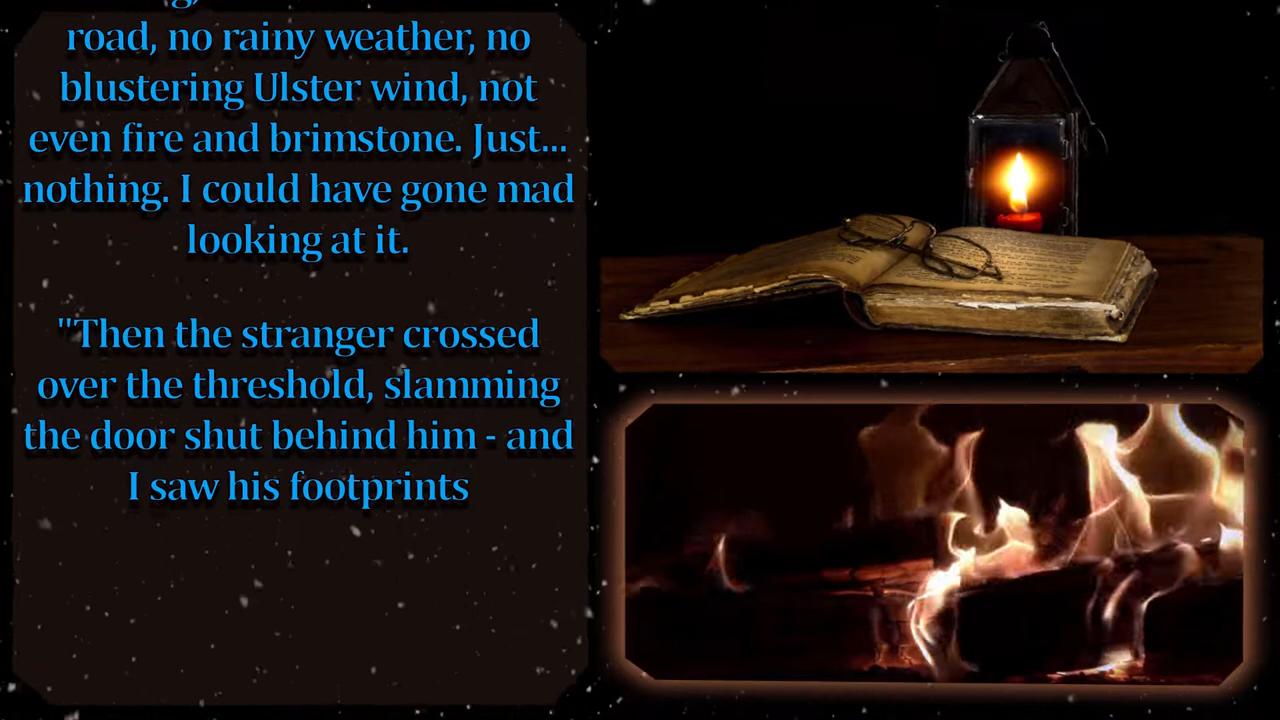 road, no rainy weather, no
blustering Ulster wind, not
even fire and brimstone. Just...
nothing. I could have gone mad
looking at it.
"Then the stranger crossed
over the threshold, slamming
the door shut behind him - and
I saw his footprints